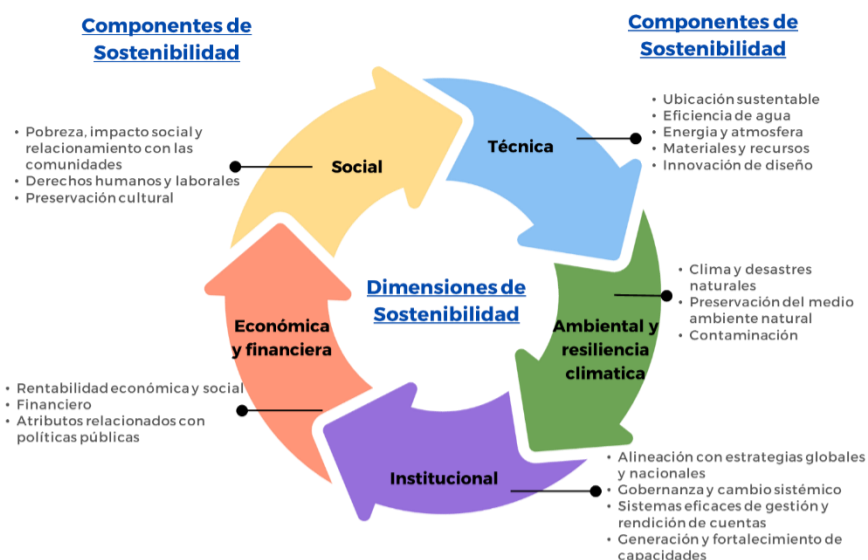 Componentes de
Sostenibilidad
Componentes de
Sostenibilidad
• Pobreza, impacto social y
relacionamiento con las
comunidades
• Derechos humanos y laborales
• Preservación cultural
Social
Técnica
• Ubicación sustentable
• Eficiencia de agua
• Energia y atmosfera
• Materiales y recursos
• Innovación de diseño
Dimensiones de
Sostenibilidad
Ambiental y
resiliencia
climatica
• Clima y desastres
naturales
• Preservación del medio
ambiente natural
• Contaminación
Económica
y financiera
• Rentabilidad económica y social
• Financiero
• Atributos relacionados con
políticas públicas
Institucional
• Alineación con estrategias globales
y nacionales
• Gobernanza y cambio sistémico
• Sistemas eficaces de gestión y
rendición de cuentas
• Generación y fortalecimiento de
capacidades